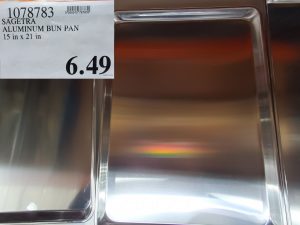 1078783
SAGETRA
ALUMINUM BUN PAN
15 in x 21 in
6.49